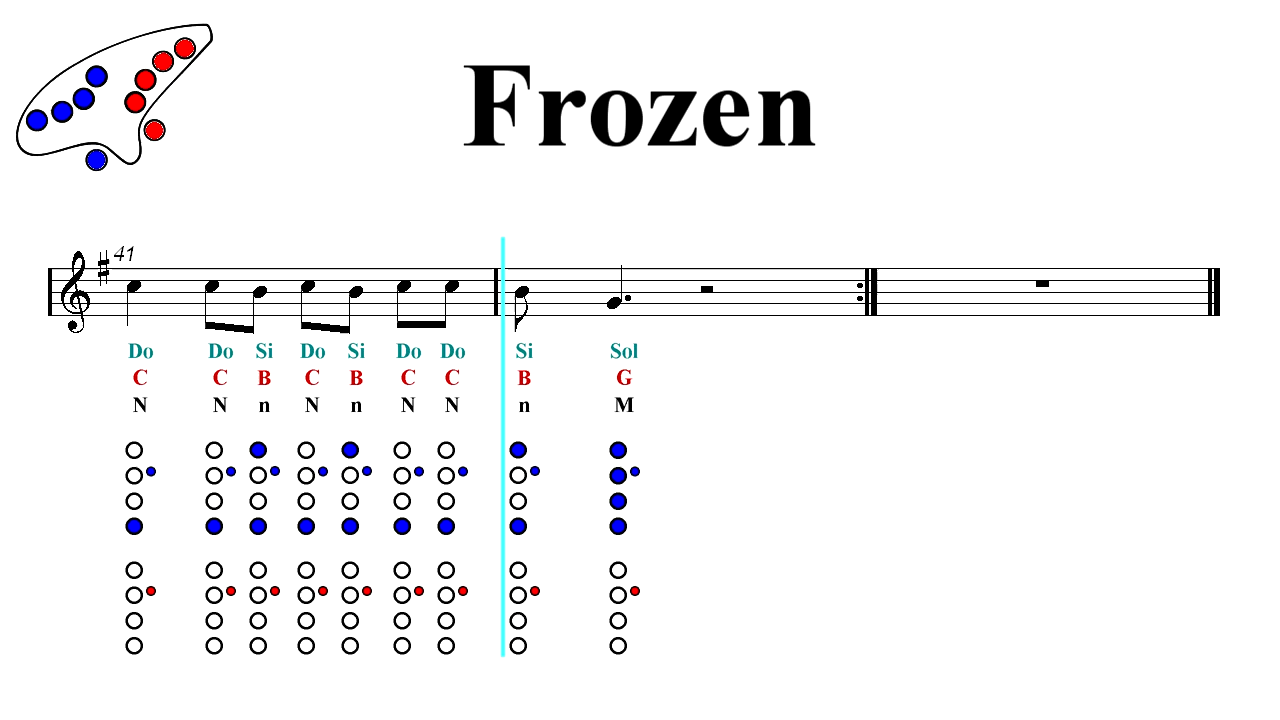 Frozen
41
Do Do Si Do Si Do Do Si Sol
C C B C B C C B G
N N n N n N N n M